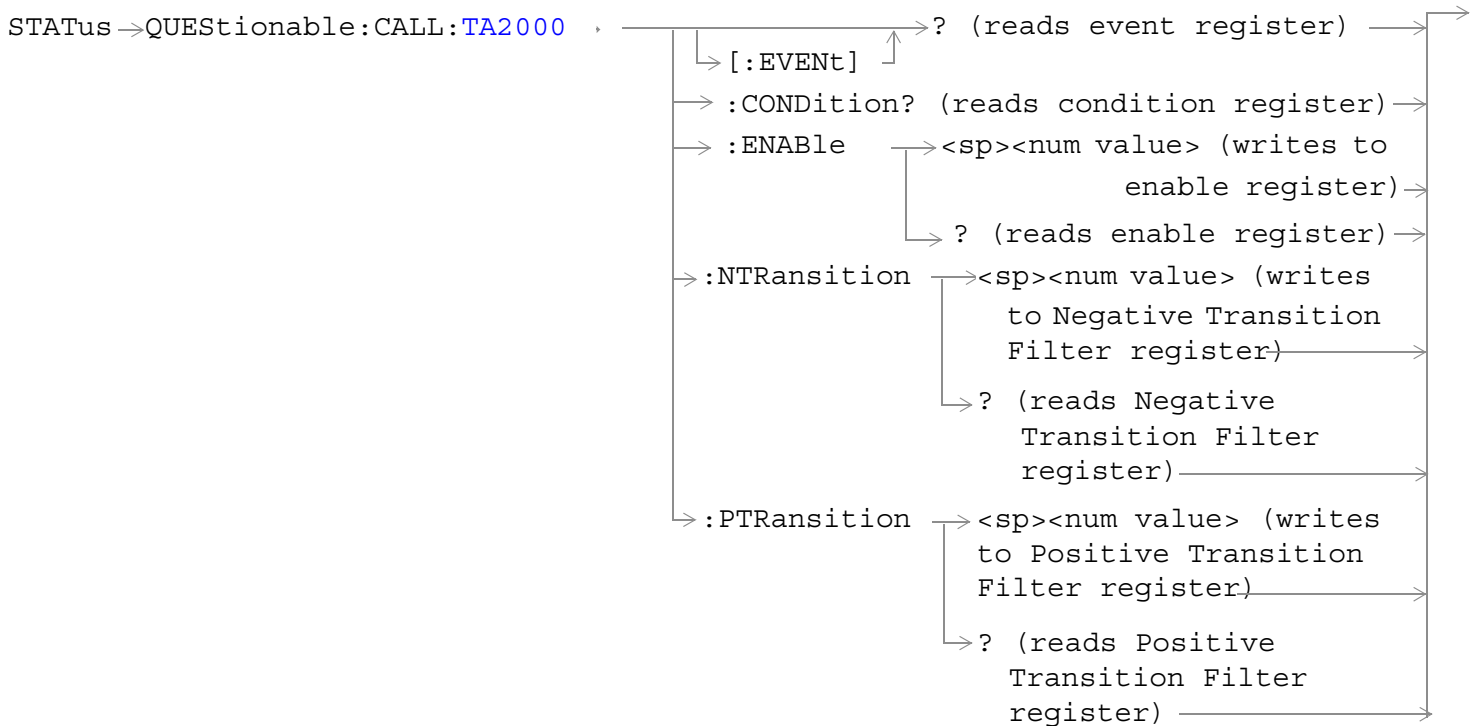 STATus QUEStionable:CALL:TA2000 ? (reads event register)
[:EVENt]
:CONDition? (reads condition register)
:ENABle <sp><num value> (writes to
enable register)
? (reads enable register)
:NTRansition <sp><num value> (writes
to Negative Transition
Filter register)
? (reads Negative
Transition Filter
register)
:PTRansition <sp><num value> (writes
to Positive Transition
Filter register)
? (reads Positive
Transition Filter
register)